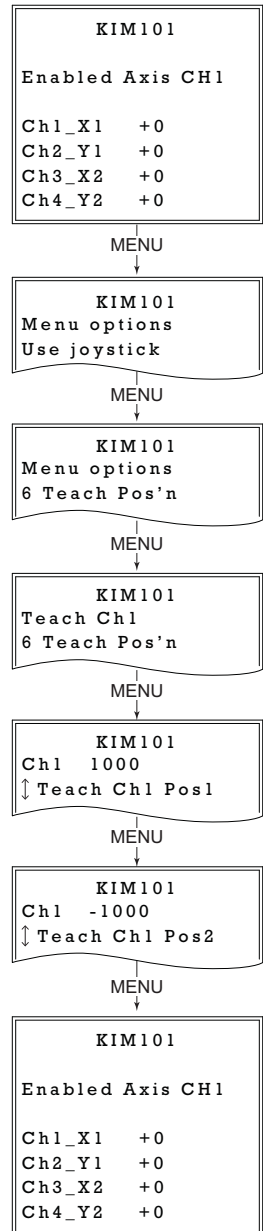 KIM101
Enabled Axis CH1
Ch1_X1 +0
Ch2_Y1 +0
Ch3_X2 +0
Ch4_Y2 +0
MENU
KIM101
Menu options
Use joystick
MENU
KIM101
Menu options
6 Teach Pos'n
MENU
KIM101
Teach Ch1
6 Teach Pos'n
MENU
KIM101
Ch1 1000
↕ Teach Ch1 Pos1
MENU
KIM101
Ch1 -1000
↕ Teach Ch1 Pos2
MENU
KIM101
Enabled Axis CH1
Ch1_X1 +0
Ch2_Y1 +0
Ch3_X2 +0
Ch4_Y2 +0